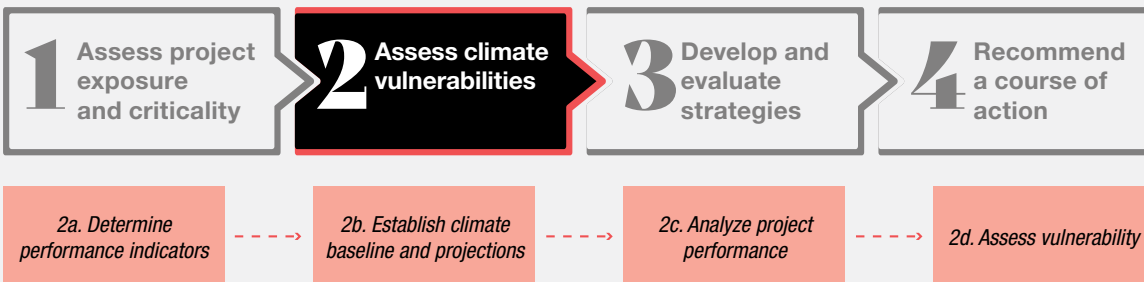 1
Assess project
exposure
and criticality
2
Assess climate
vulnerabilities
3
Develop and
evaluate
strategies
4
Recommend
a course of
action
2a. Determine
performance indicators
2b. Establish climate
baseline and projections
2c. Analyze project
performance
2d. Assess vulnerability